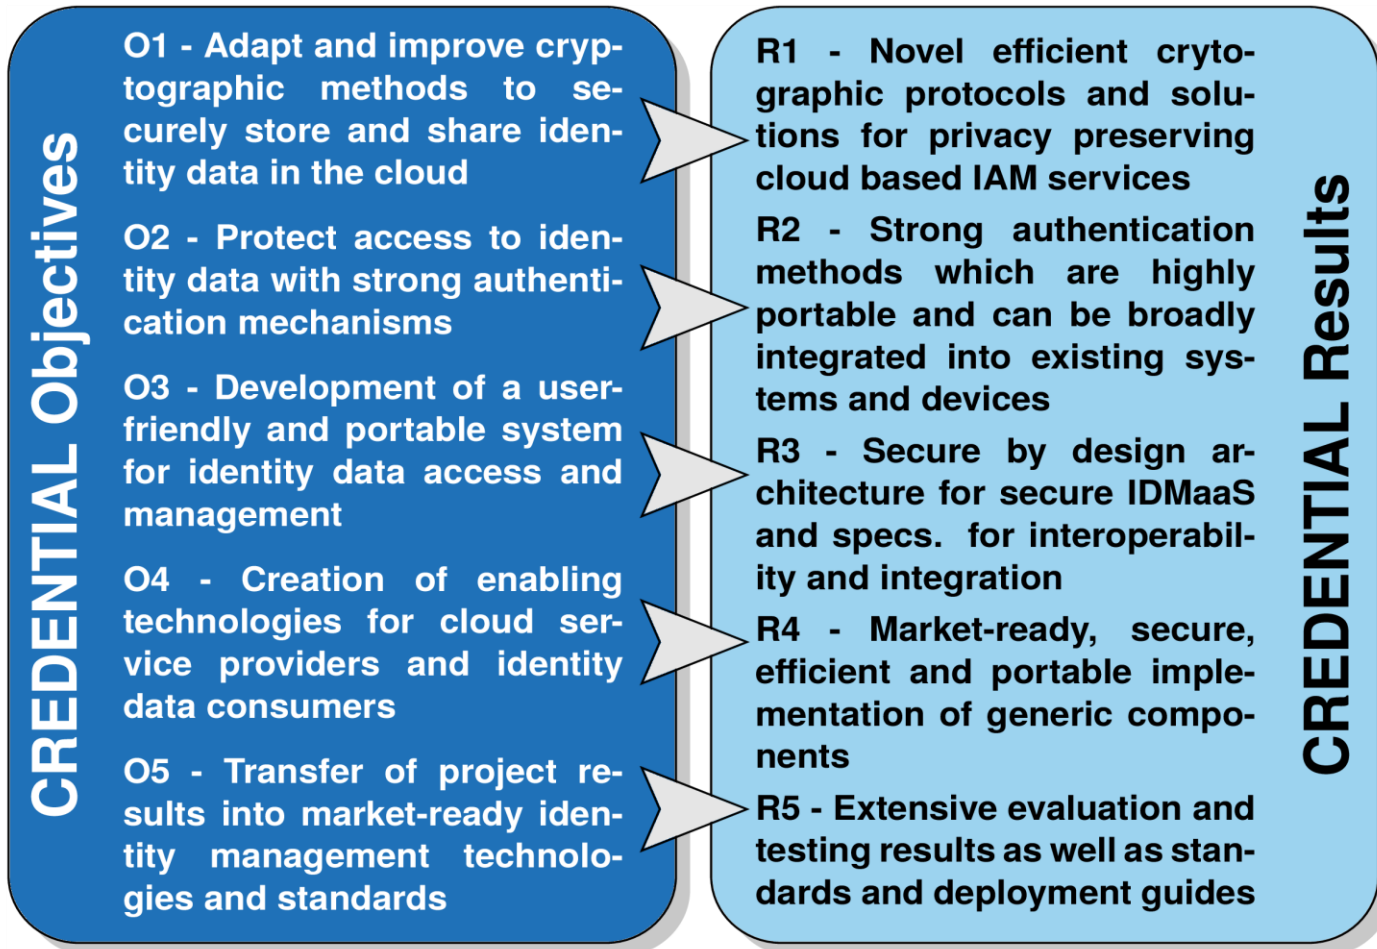 CREDENTIAL Objectives
O1 - Adapt and improve cryp-
tographic methods to se-
curely store and share iden-
tity data in the cloud
O2 - Protect access to iden-
tity data with strong authenti-
cation mechanisms
O3 - Development of a user-
friendly and portable system
for identity data access and
management
O4 - Creation of enabling
technologies for cloud ser-
vice providers and identity
data consumers
O5 - Transfer of project re-
sults into market-ready iden-
tity management technolo-
gies and standards
R1 - Novel efficient cryto-
graphic protocols and solu-
tions for privacy preserving
cloud based IAM services
R2 - Strong authentication
methods which are highly
portable and can be broadly
integrated into existing sys-
tems and devices
R3 - Secure by design ar-
chitecture for secure IDMaaS
and specs. for interoperabil-
ity and integration
R4 - Market-ready, secure,
efficient and portable imple-
mentation of generic compo-
nents
R5 - Extensive evaluation and
testing results as well as stan-
dards and deployment guides
CREDENTIAL Results